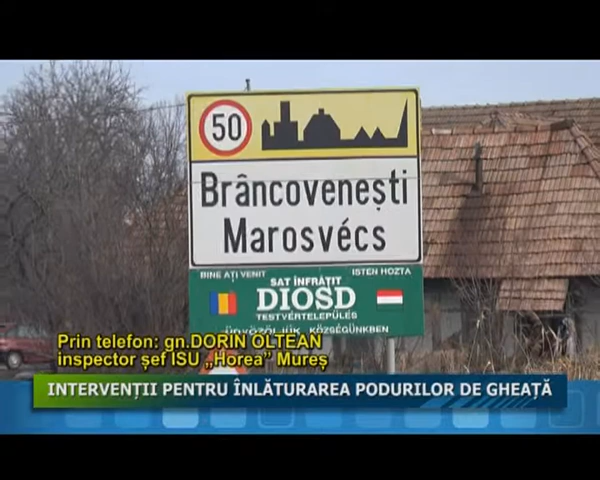 50
Brâncovenești
Marosvécs
BINE AȚI VENIT ISTEN HOZTA
SAT ÎNFRĂȚIT
DIOSD
TESTVÉRTELEPÜLÉS
ÜDVÖZÖLJÜK KÖZSÉGÜNKBEN
Prin telefon: gn.DORIN OLTEAN
inspector șef ISU „Horea” Mureș
INTERVENȚII PENTRU ÎNLĂTURAREA PODURILOR DE GHEAȚĂ